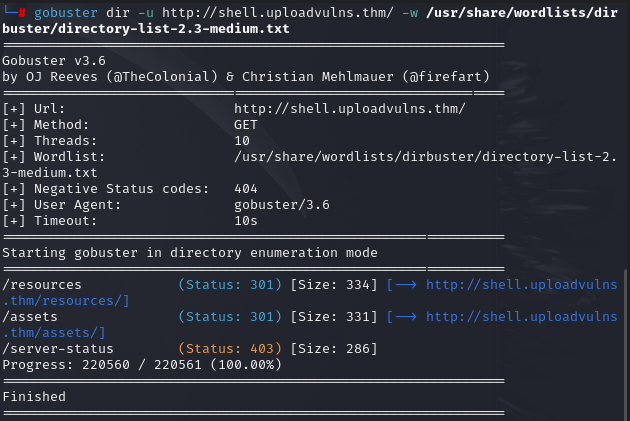 └─# gobuster dir -u http://shell.uploadvulns.thm/ -w /usr/share/wordlists/dir
buster/directory-list-2.3-medium.txt
===============================================================
Gobuster v3.6
by OJ Reeves (@TheColonial) & Christian Mehlmauer (@firefart)
===============================================================
[+] Url:                     http://shell.uploadvulns.thm/
[+] Method:                  GET
[+] Threads:                 10
[+] Wordlist:                /usr/share/wordlists/dirbuster/directory-list-2.
3-medium.txt
[+] Negative Status codes:   404
[+] User Agent:              gobuster/3.6
[+] Timeout:                 10s
===============================================================
Starting gobuster in directory enumeration mode
===============================================================
/resources            (Status: 301) [Size: 334] [--> http://shell.uploadvulns
.thm/resources/]
/assets               (Status: 301) [Size: 331] [--> http://shell.uploadvulns
.thm/assets/]
/server-status        (Status: 403) [Size: 286]
Progress: 220560 / 220561 (100.00%)
===============================================================
Finished
===============================================================